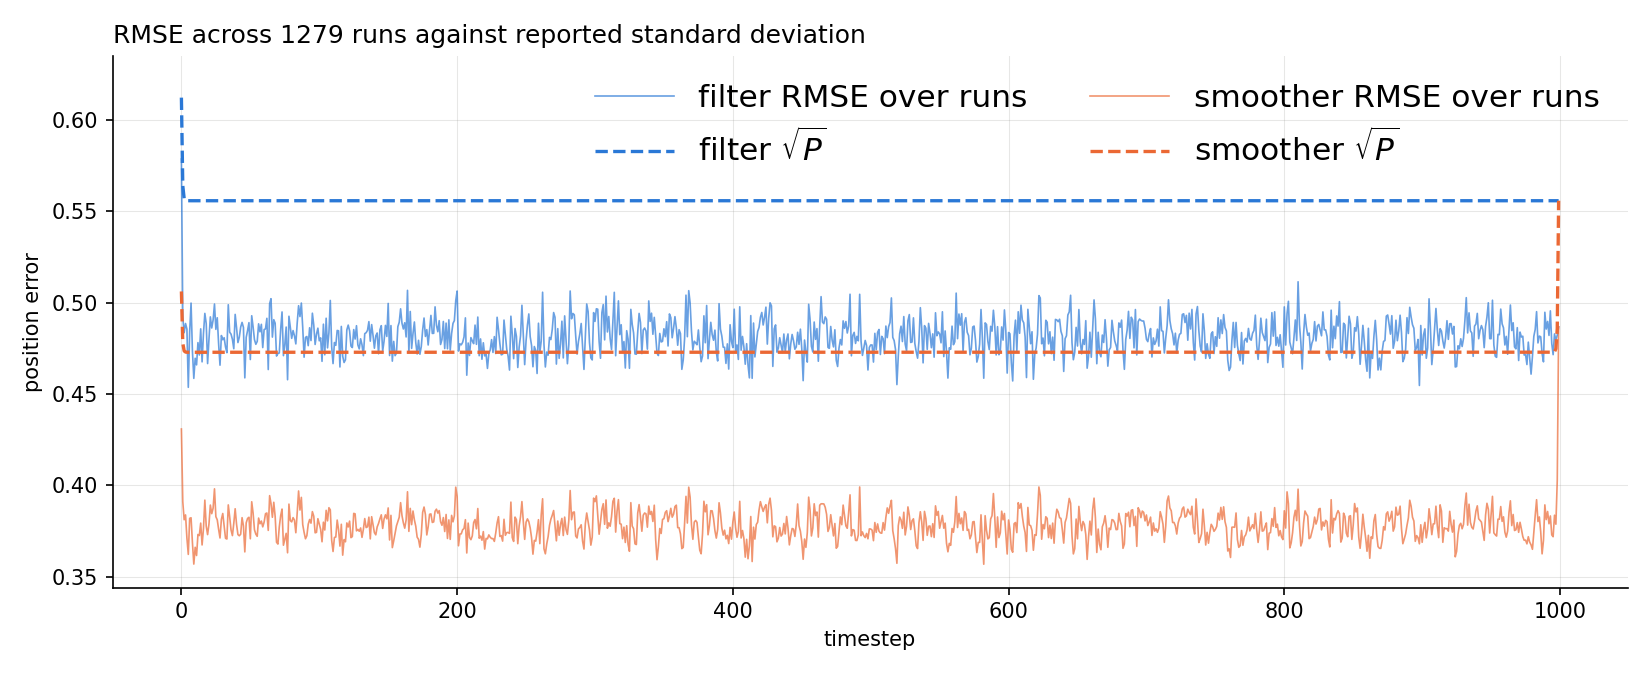 RMSE across 1279 runs against reported standard deviation
filter RMSE over runs
filter √P
smoother RMSE over runs
smoother √P
position error
0.60
0.55
0.50
0.45
0.40
0.35
0
200
400
600
800
1000
timestep